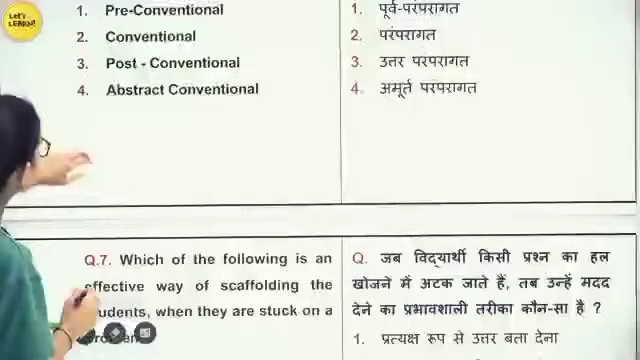 Let's
LEARN!
1. Pre-Conventional
2. Conventional
3. Post - Conventional
4. Abstract Conventional
1. पूर्व-परंपरागत
2. परंपरागत
3. उत्तर परंपरागत
4. अमूर्त परंपरागत
Q.7. Which of the following is an
effective way of scaffolding the
students, when they are stuck on a
Q. जब विद्यार्थी किसी प्रश्न का हल
खोजने में अटक जाते हैं, तब उन्हें मदद
देने का प्रभावशाली तरीका कौन-सा है ?
1. प्रत्यक्ष रूप से उत्तर बता देना